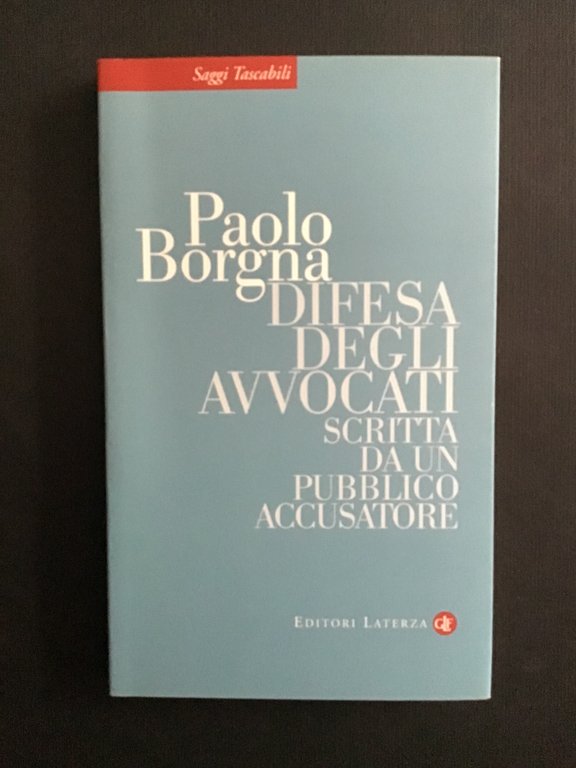 Saggi Tascabili
Paolo
Borgna
DIFESA
DEGLI
AVVOCATI
SCRITTA
DA UN
PUBBLICO
ACCUSATORE
EDITORI LATERZA